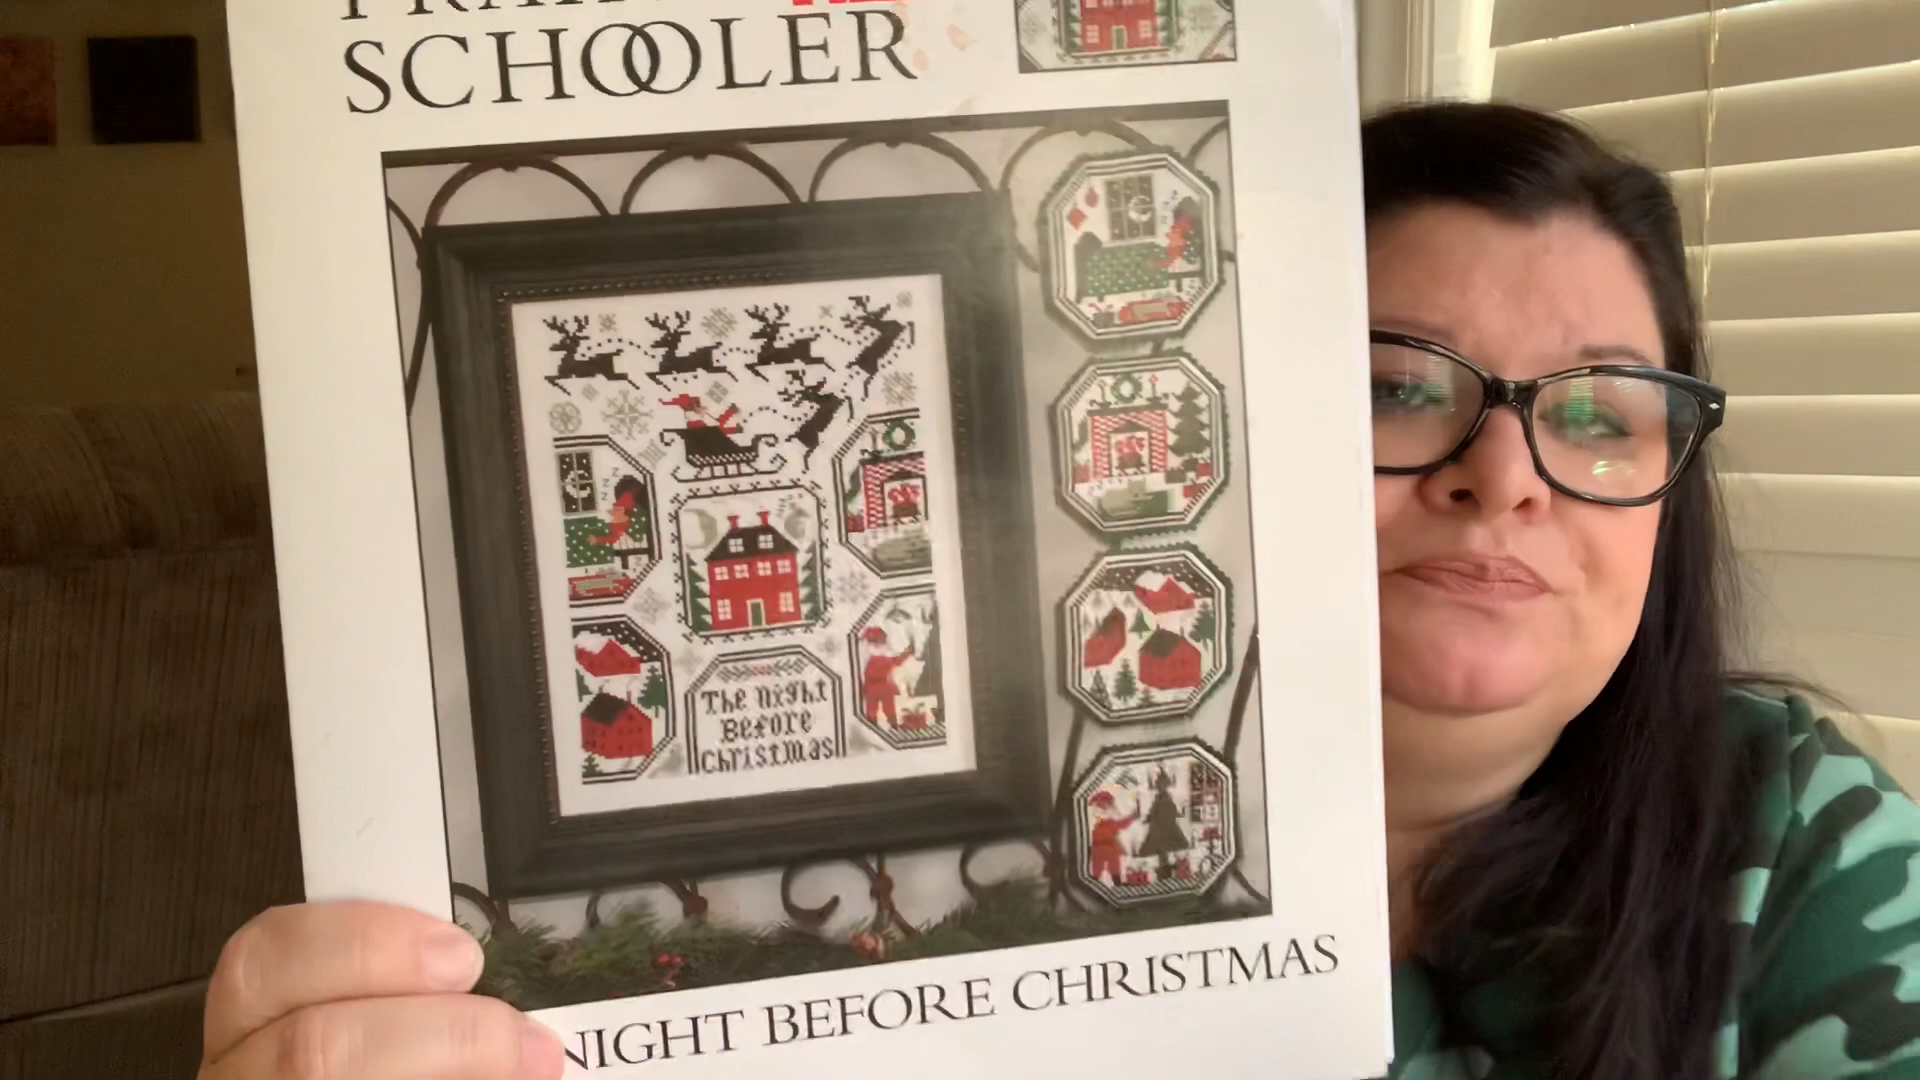 SCHOOLER
z
z
z
The Night
Before
Christmas
NIGHT BEFORE CHRISTMAS